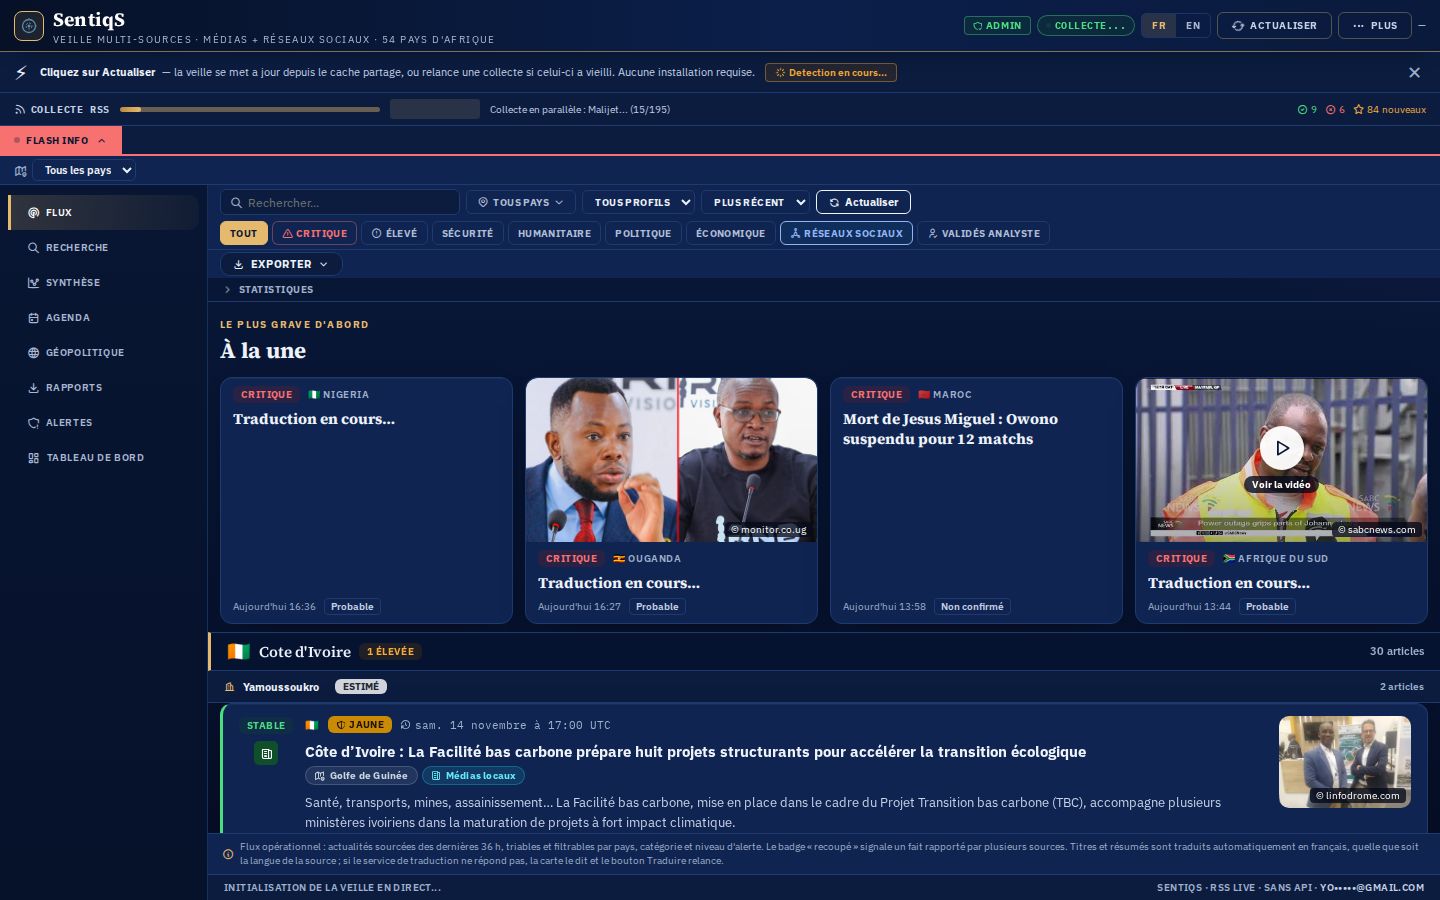 SentiqS
VEILLE MULTI-SOURCES · MÉDIAS + RÉSEAUX SOCIAUX · 54 PAYS D'AFRIQUE
ADMIN
COLLECTE...
FR EN
ACTUALISER
··· PLUS
Cliquez sur Actualiser — la veille se met a jour depuis le cache partage, ou relance une collecte si celui-ci a vieilli. Aucune installation requise.
Detection en cours...
COLLECTE RSS
Collecte en parallèle : Malijet... (15/195)
9 6 84 nouveaux
FLASH INFO
Tous les pays
FLUX
RECHERCHE
SYNTHÈSE
AGENDA
GÉOPOLITIQUE
RAPPORTS
ALERTES
TABLEAU DE BORD
Rechercher...
TOUS PAYS
TOUS PROFILS
PLUS RÉCENT
Actualiser
TOUT
CRITIQUE
ÉLEVÉ
SÉCURITÉ
HUMANITAIRE
POLITIQUE
ÉCONOMIQUE
RÉSEAUX SOCIAUX
VALIDÉS ANALYSTE
EXPORTER
STATISTIQUES
LE PLUS GRAVE D'ABORD
À la une
CRITIQUE NIGERIA
Traduction en cours...
Aujourd'hui 16:36 Probable
VISIO VISI
© monitor.co.ug
CRITIQUE OUGANDA
Traduction en cours...
Aujourd'hui 16:27 Probable
CRITIQUE MAROC
Mort de Jesus Miguel : Owono
suspendu pour 12 matchs
Aujourd'hui 13:58 Non confirmé
Voir la vidéo
SABC
NEWS
Power outage grips parts of Johann
© sabcnews.com
CRITIQUE AFRIQUE DU SUD
Traduction en cours...
Aujourd'hui 13:44 Probable
Cote d'Ivoire 1 ÉLEVÉE
30 articles
Yamoussoukro ESTIMÉ
2 articles
STABLE
JAUNE sam. 14 novembre à 17:00 UTC
Côte d’Ivoire : La Facilité bas carbone prépare huit projets structurants pour accélérer la transition écologique
Golfe de Guinée Médias locaux
Santé, transports, mines, assainissement… La Facilité bas carbone, mise en place dans le cadre du Projet Transition bas carbone (TBC), accompagne plusieurs
ministères ivoiriens dans la maturation de projets à fort impact climatique.
© linfodrome.com
Flux opérationnel : actualités sourcées des dernières 36 h, triables et filtrables par pays, catégorie et niveau d'alerte. Le badge « recoupé » signale un fait rapporté par plusieurs sources. Titres et résumés sont traduits automatiquement en français, quelle que soit
la langue de la source ; si le service de traduction ne répond pas, la carte le dit et le bouton Traduire relance.
INITIALISATION DE LA VEILLE EN DIRECT...
SENTIQS · RSS LIVE · SANS API · YO•••••@GMAIL.COM